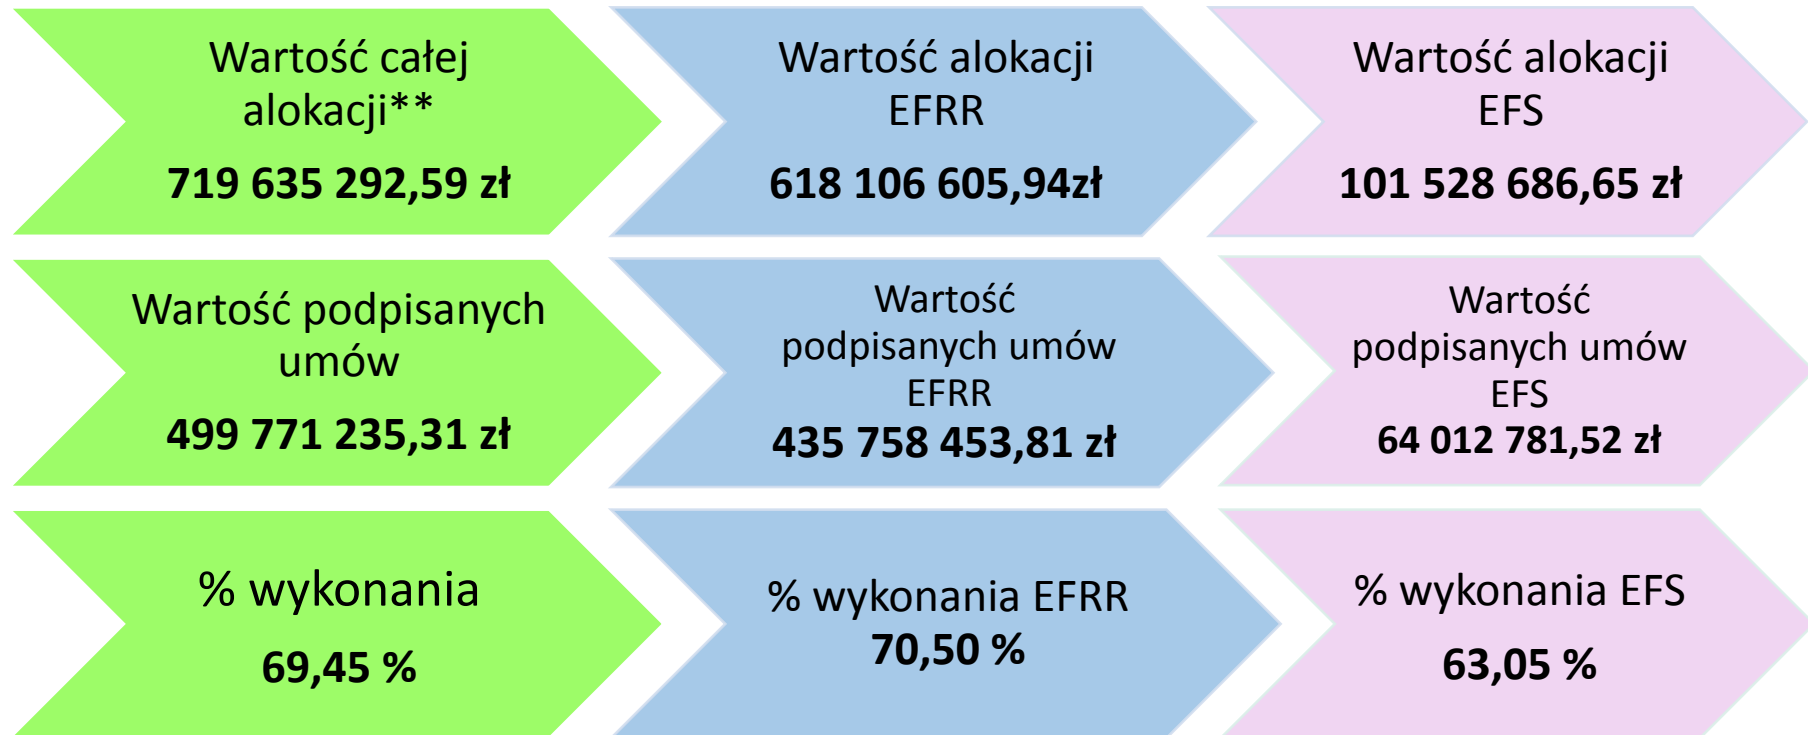 Wartość całej
alokacji**
719 635 292,59 zł
Wartość alokacji
EFRR
618 106 605,94zł
Wartość alokacji
EFS
101 528 686,65 zł
Wartość podpisanych
umów
499 771 235,31 zł
Wartość
podpisanych umów
EFRR
435 758 453,81 zł
Wartość
podpisanych umów
EFS
64 012 781,52 zł
% wykonania
69,45 %
% wykonania EFRR
70,50 %
% wykonania EFS
63,05 %